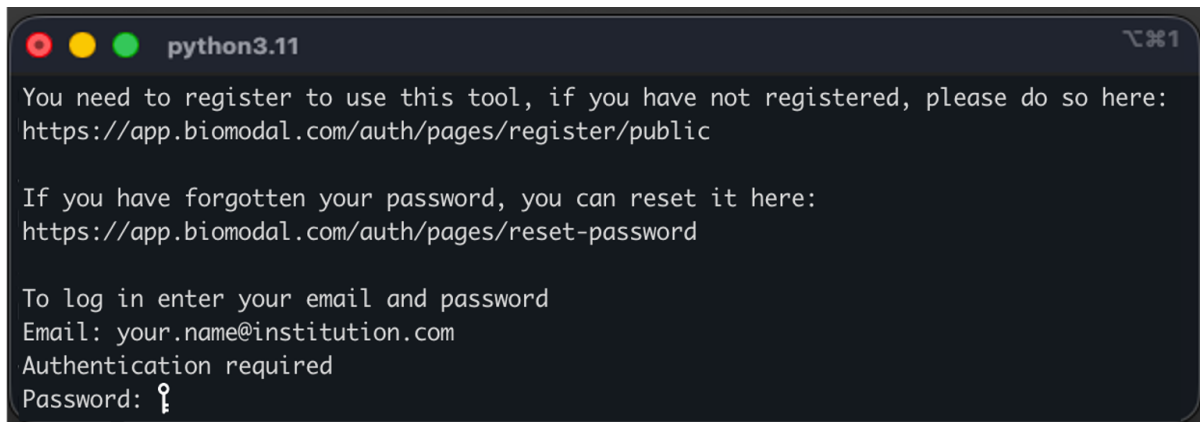 python3.11
⌥⌘1
You need to register to use this tool, if you have not registered, please do so here:
https://app.biomodal.com/auth/pages/register/public
If you have forgotten your password, you can reset it here:
https://app.biomodal.com/auth/pages/reset-password
To log in enter your email and password
Email: your.name@institution.com
Authentication required
Password: